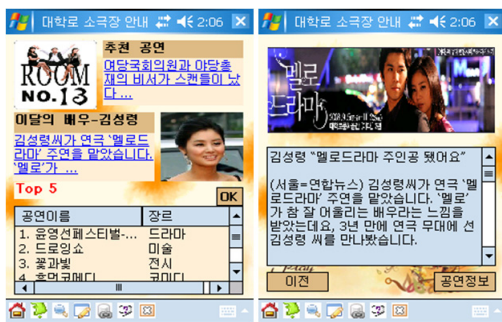 대학로 소극장 안내
2:06
ROOM
NO.13
추천 공연
여당국회의원과 야당총
재의 비서가 스캔들이 났
다 ...
이달의 배우-김성령
김성령씨가 연극 ‘멜로드
라마’ 주연을 맡았습니다.
‘멜로’가 ...
Top 5
OK
공연이름 장르
1. 윤영선페스티벌-... 드라마
2. 드로잉쇼 미술
3. 꽃과빛 전시
4. 휴먼코메디 코미디
대학로 소극장 안내
2:06
멜로
드라마
김성령 “멜로드라마 주인공 됐어요”
(서울=연합뉴스) 김성령씨가 연극 ‘멜
로드라마’ 주연을 맡았습니다. ‘멜로’
가 참 잘 어울리는 배우라는 느낌을
받았는데요, 3년 만에 연극 무대에 선
김성령 씨를 만나봤습니다.
이전
공연정보